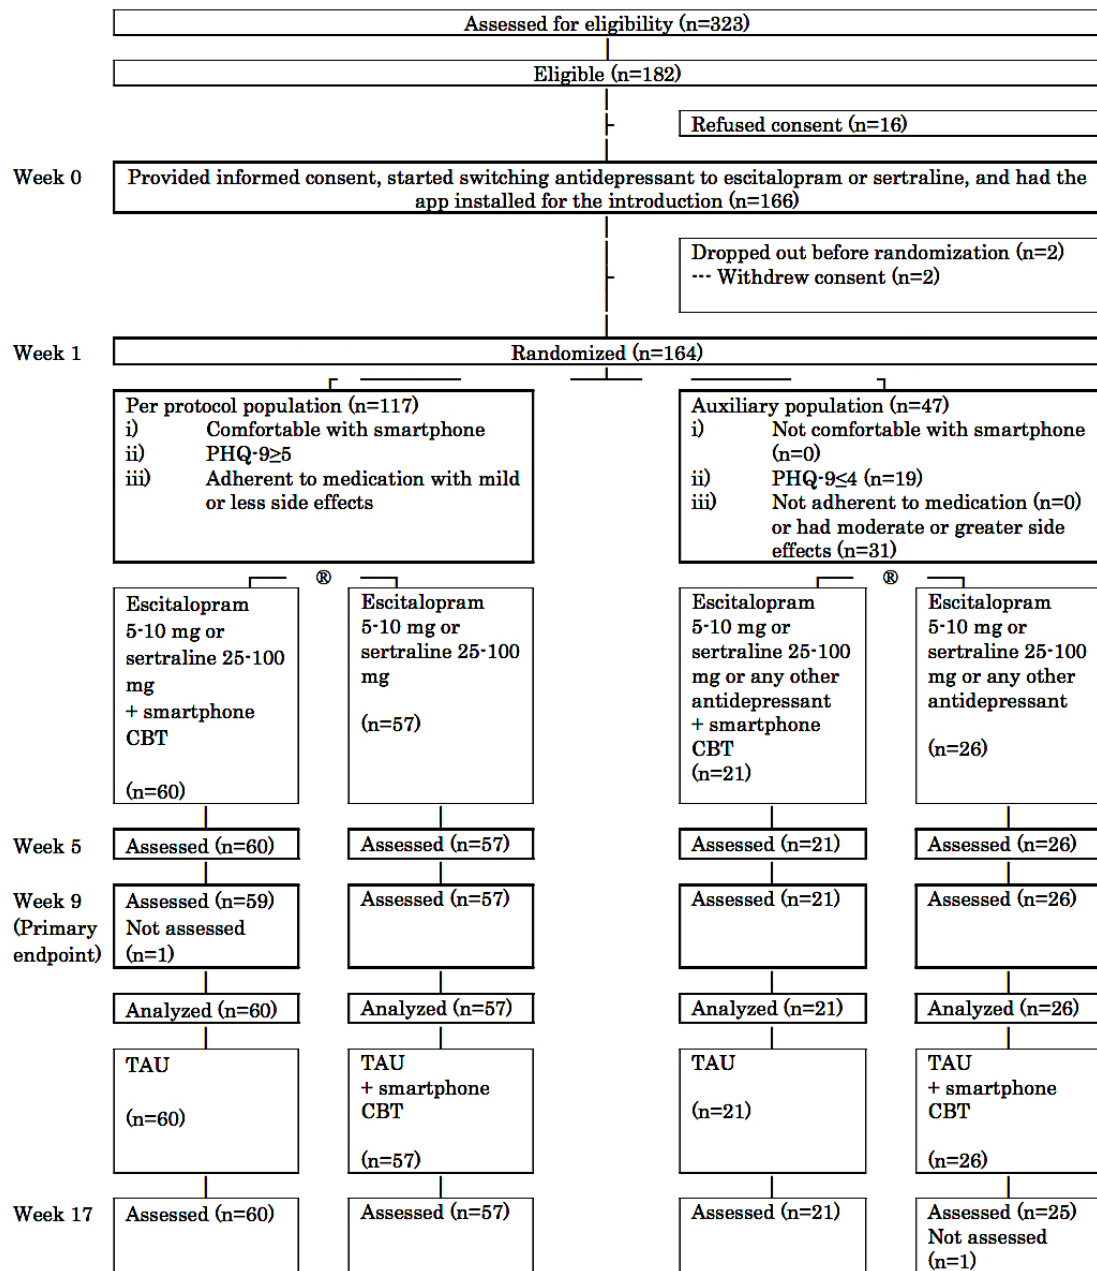 Assessed for eligibility (n=323)
Eligible (n=182)
Refused consent (n=16)
Week 0
Provided informed consent, started switching antidepressant to escitalopram or sertraline, and had the
app installed for the introduction (n=166)
Dropped out before randomization (n=2)
--- Withdrew consent (n=2)
Week 1
Randomized (n=164)
Per protocol population (n=117)
i) Comfortable with smartphone
ii) PHQ-9≥5
iii) Adherent to medication with mild
or less side effects
Auxiliary population (n=47)
i) Not comfortable with smartphone
(n=0)
ii) PHQ-9≤4 (n=19)
iii) Not adherent to medication (n=0)
or had moderate or greater side
effects (n=31)
®
®
Escitalopram
5-10 mg or
sertraline 25-100
mg
+ smartphone
CBT
(n=60)
Escitalopram
5-10 mg or
sertraline 25-100
mg
(n=57)
Escitalopram
5-10 mg or
sertraline 25-100
mg or any other
antidepressant
+ smartphone
CBT
(n=21)
Escitalopram
5-10 mg or
sertraline 25-100
mg or any other
antidepressant
(n=26)
Week 5
Assessed (n=60)
Assessed (n=57)
Assessed (n=21)
Assessed (n=26)
Week 9
(Primary
endpoint)
Assessed (n=59)
Not assessed
(n=1)
Assessed (n=57)
Assessed (n=21)
Assessed (n=26)
Analyzed (n=60)
Analyzed (n=57)
Analyzed (n=21)
Analyzed (n=26)
TAU
(n=60)
TAU
+ smartphone
CBT
(n=57)
TAU
(n=21)
TAU
+ smartphone
CBT
(n=26)
Week 17
Assessed (n=60)
Assessed (n=57)
Assessed (n=21)
Assessed (n=25)
Not assessed
(n=1)